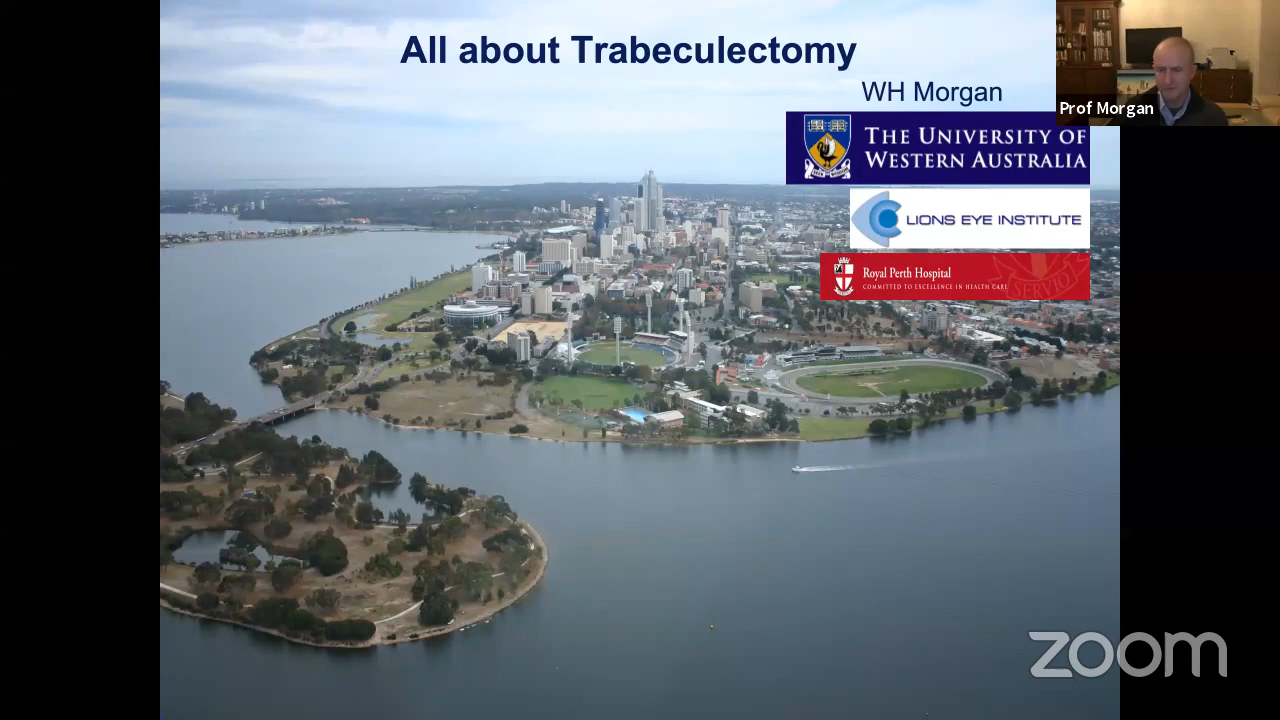 All about Trabeculectomy
WH Morgan
Prof Morgan
THE UNIVERSITY OF
WESTERN AUSTRALIA
LIONS EYE INSTITUTE
Royal Perth Hospital
COMMITTED TO EXCELLENCE IN HEALTH CARE
SERVIO
zoom